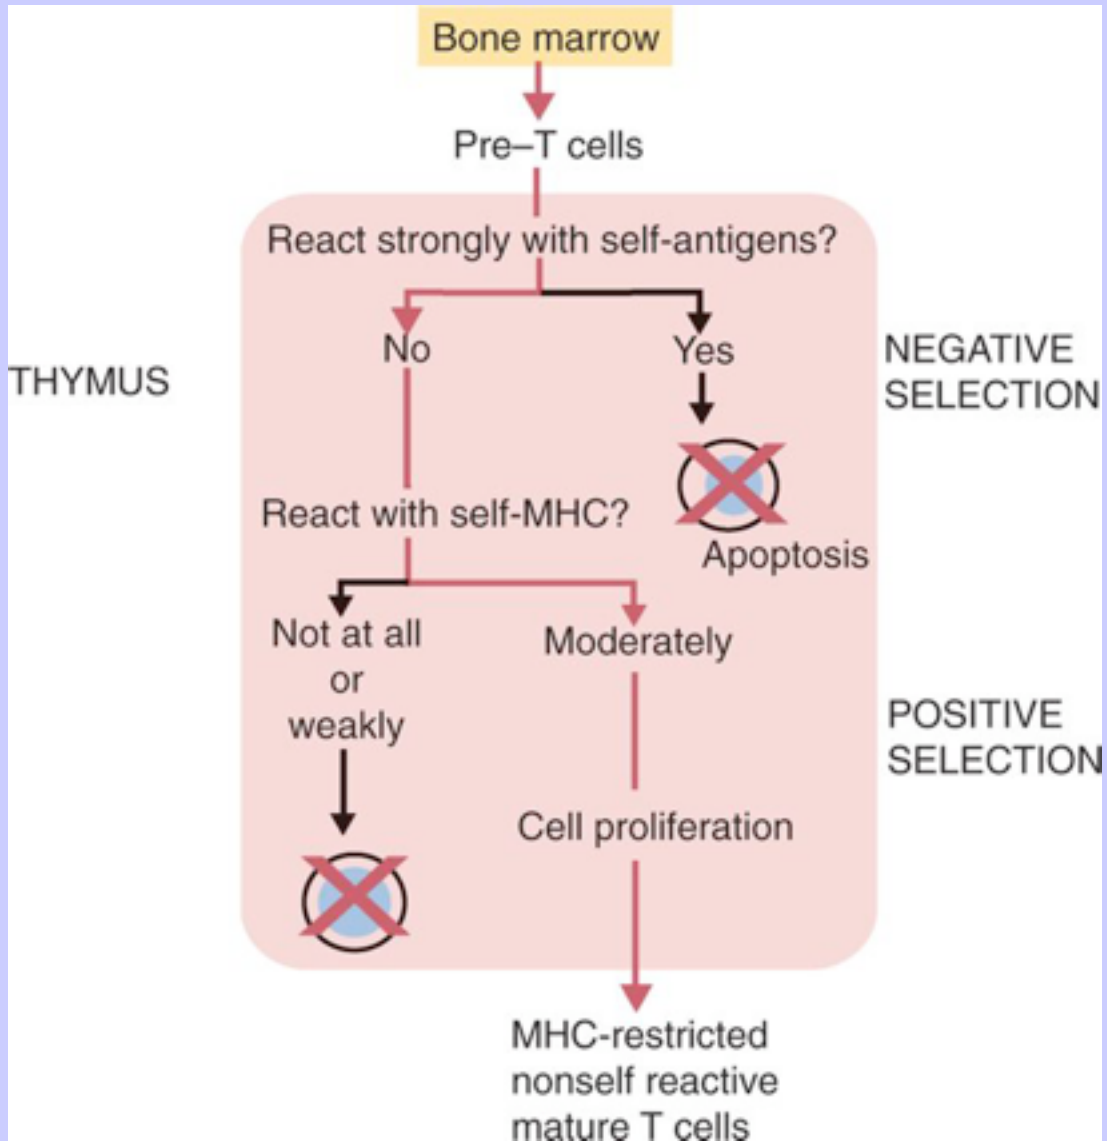 Bone marrow
Pre–T cells
React strongly with self-antigens?
No
Yes
THYMUS
NEGATIVE
SELECTION
React with self-MHC?
Apoptosis
Not at all
or
weakly
Moderately
POSITIVE
SELECTION
Cell proliferation
MHC-restricted
nonself reactive
mature T cells